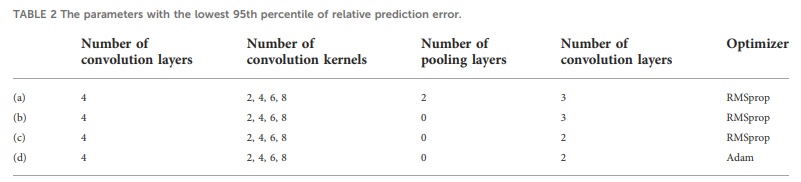 TABLE 2 The parameters with the lowest 95th percentile of relative prediction error.
Number of convolution layers Number of convolution kernels Number of pooling layers Number of convolution layers Optimizer
(a) 4 2, 4, 6, 8 2 3 RMSprop
(b) 4 2, 4, 6, 8 0 3 RMSprop
(c) 4 2, 4, 6, 8 0 2 RMSprop
(d) 4 2, 4, 6, 8 0 2 Adam